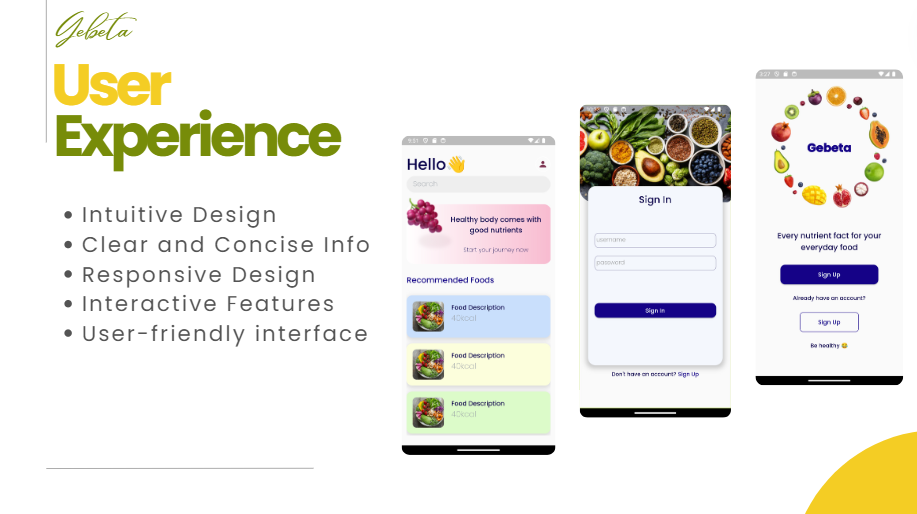 Gebeta
User
Experience
• Intuitive Design
• Clear and Concise Info
• Responsive Design
• Interactive Features
• User-friendly interface
Hello👋
Search
Healthy body comes with
good nutrients
Start your journey now
Recommended Foods
Food Description
Food Description
Food Description
Sign In
username
password
Sign In
Don't have an account? Sign Up
3:27
Gebeta
Every nutrient fact for your
everyday food
Sign Up
Already have an account?
Sign Up
Be healthy 😂